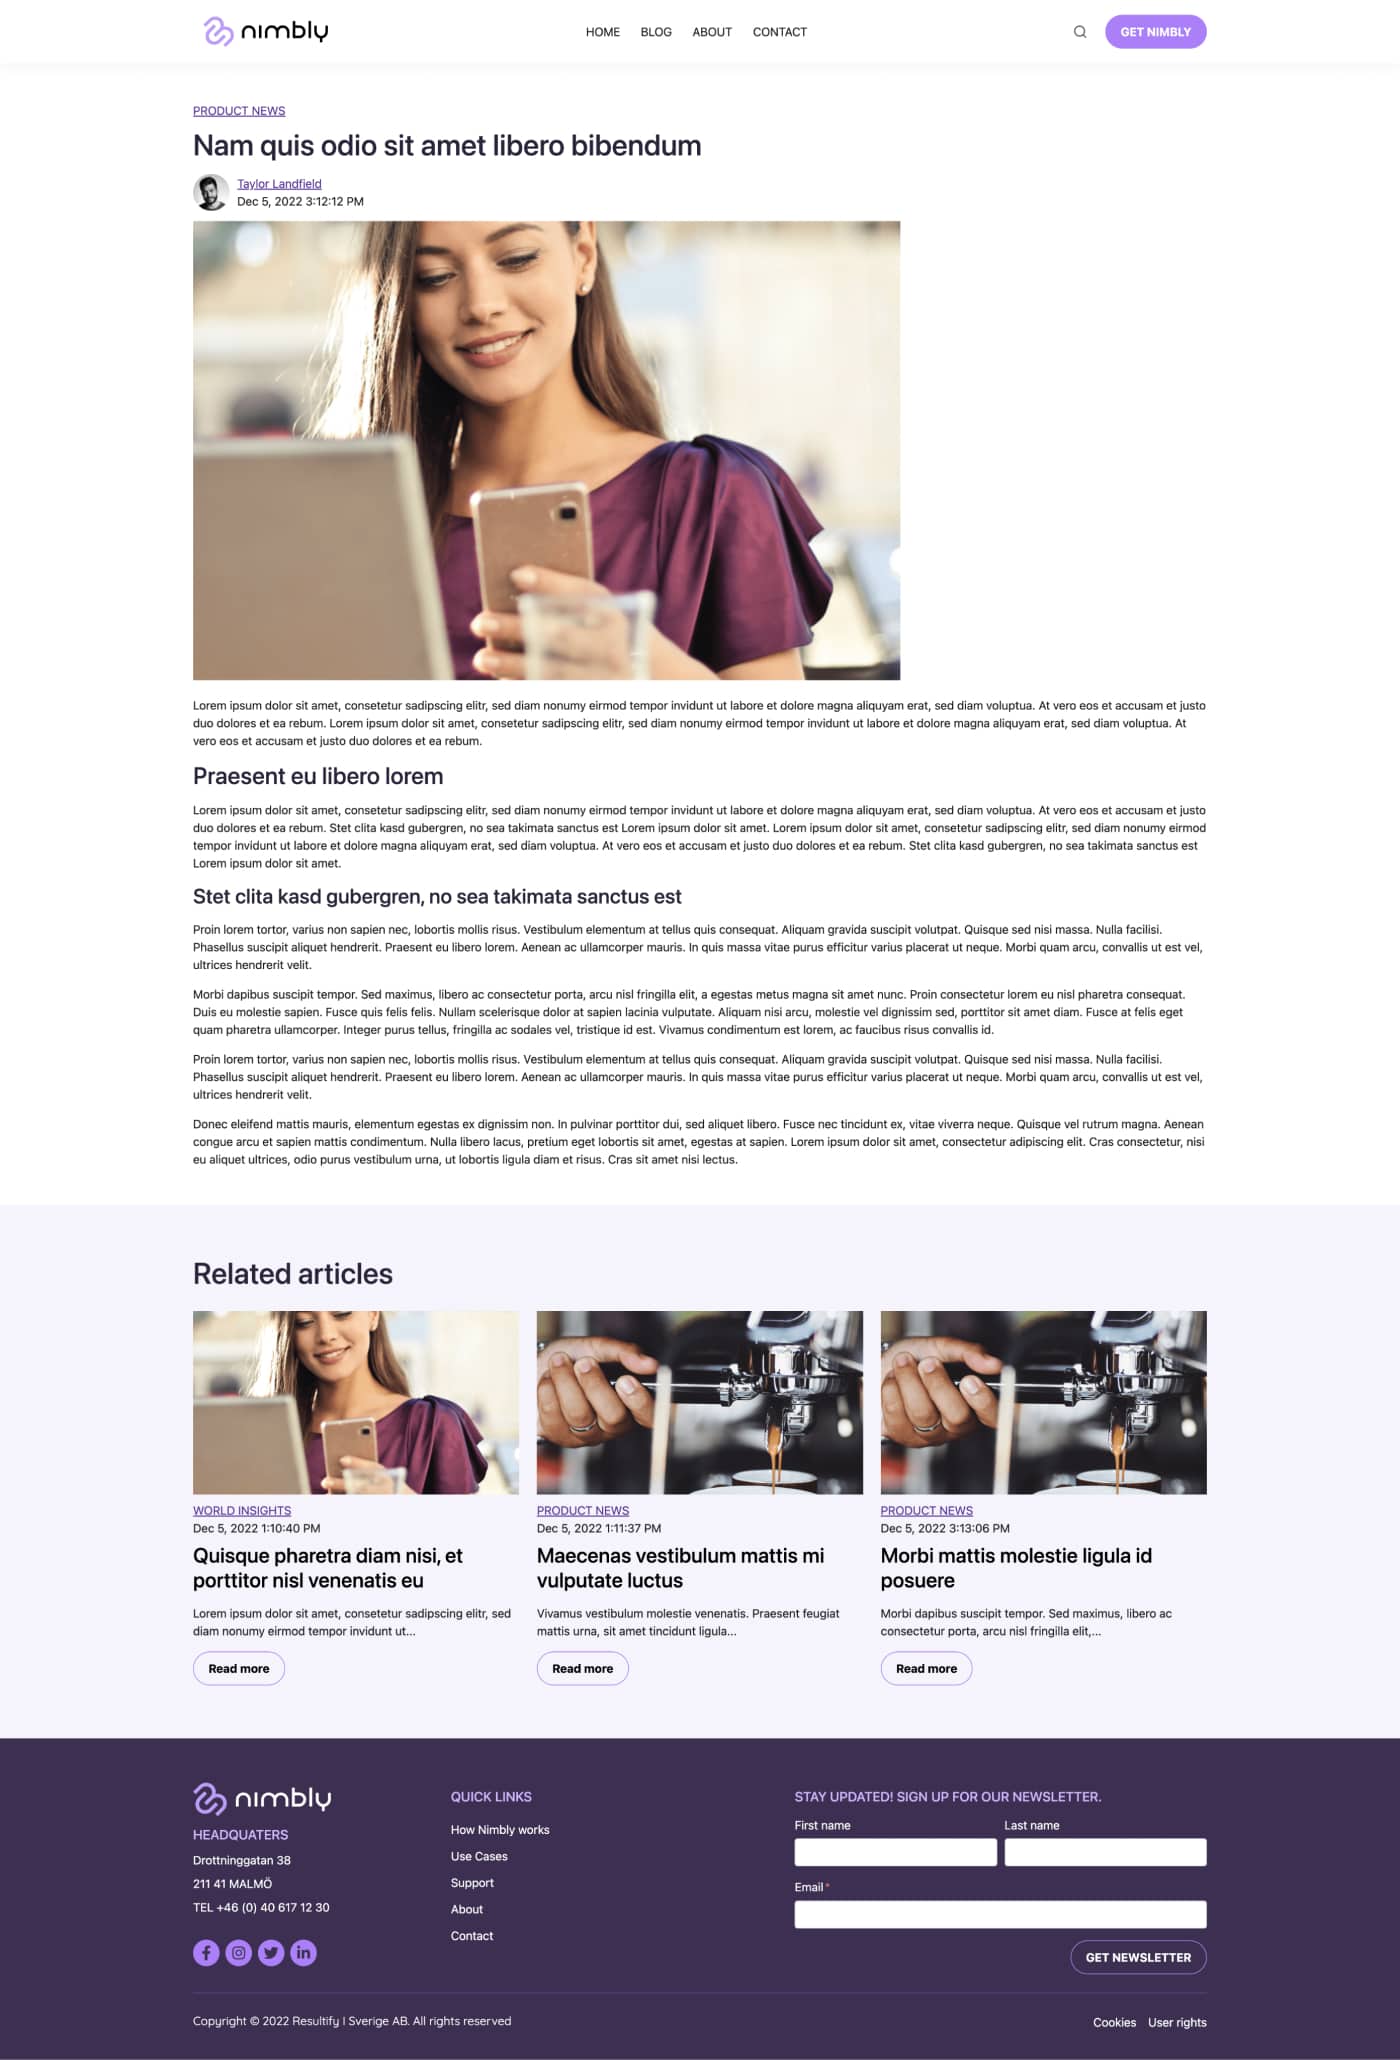 nimbly
HOME BLOG ABOUT CONTACT
GET NIMBLY
PRODUCT NEWS
Nam quis odio sit amet libero bibendum
Taylor Landfield
Dec 5, 2022 3:12:12 PM
Lorem ipsum dolor sit amet, consetetur sadipscing elitr, sed diam nonumy eirmod tempor invidunt ut labore et dolore magna aliquyam erat, sed diam voluptua. At vero eos et accusam et justo
duo dolores et ea rebum. Lorem ipsum dolor sit amet, consetetur sadipscing elitr, sed diam nonumy eirmod tempor invidunt ut labore et dolore magna aliquyam erat, sed diam voluptua. At
vero eos et accusam et justo duo dolores et ea rebum.
Praesent eu libero lorem
Lorem ipsum dolor sit amet, consetetur sadipscing elitr, sed diam nonumy eirmod tempor invidunt ut labore et dolore magna aliquyam erat, sed diam voluptua. At vero eos et accusam et justo
duo dolores et ea rebum. Stet clita kasd gubergren, no sea takimata sanctus est Lorem ipsum dolor sit amet. Lorem ipsum dolor sit amet, consetetur sadipscing elitr, sed diam nonumy eirmod
tempor invidunt ut labore et dolore magna aliquyam erat, sed diam voluptua. At vero eos et accusam et justo duo dolores et ea rebum. Stet clita kasd gubergren, no sea takimata sanctus est
Lorem ipsum dolor sit amet.
Stet clita kasd gubergren, no sea takimata sanctus est
Proin lorem tortor, varius non sapien nec, lobortis mollis risus. Vestibulum elementum at tellus quis consequat. Aliquam gravida suscipit volutpat. Quisque sed nisi massa. Nulla facilisi.
Phasellus suscipit aliquet hendrerit. Praesent eu libero lorem. Aenean ac ullamcorper mauris. In quis massa vitae purus efficitur varius placerat ut neque. Morbi quam arcu, convallis ut est vel,
ultrices hendrerit velit.
Morbi dapibus suscipit tempor. Sed maximus, libero ac consectetur porta, arcu nisl fringilla elit, a egestas metus magna sit amet nunc. Proin consectetur lorem eu nisl pharetra consequat.
Duis eu molestie sapien. Fusce quis felis felis. Nullam scelerisque dolor at sapien lacinia vulputate. Aliquam nisi arcu, molestie vel dignissim sed, porttitor sit amet diam. Fusce at felis eget
quam pharetra ullamcorper. Integer purus tellus, fringilla ac sodales vel, tristique id est. Vivamus condimentum est lorem, ac faucibus risus convallis id.
Proin lorem tortor, varius non sapien nec, lobortis mollis risus. Vestibulum elementum at tellus quis consequat. Aliquam gravida suscipit volutpat. Quisque sed nisi massa. Nulla facilisi.
Phasellus suscipit aliquet hendrerit. Praesent eu libero lorem. Aenean ac ullamcorper mauris. In quis massa vitae purus efficitur varius placerat ut neque. Morbi quam arcu, convallis ut est vel,
ultrices hendrerit velit.
Donec eleifend mattis mauris, elementum egestas ex dignissim non. In pulvinar porttitor dui, sed aliquet libero. Fusce nec tincidunt ex, vitae viverra neque. Quisque vel rutrum magna. Aenean
congue arcu et sapien mattis condimentum. Nulla libero lacus, pretium eget lobortis sit amet, egestas at sapien. Lorem ipsum dolor sit amet, consectetur adipiscing elit. Cras consectetur, nisi
eu aliquet ultrices, odio purus vestibulum urna, ut lobortis ligula diam et risus. Cras sit amet nisi lectus.
Related articles
WORLD INSIGHTS
Dec 5, 2022 1:10:40 PM
Quisque pharetra diam nisi, et
porttitor nisl venenatis eu
Lorem ipsum dolor sit amet, consetetur sadipscing elitr, sed
diam nonumy eirmod tempor invidunt ut...
Read more
PRODUCT NEWS
Dec 5, 2022 1:11:37 PM
Maecenas vestibulum mattis mi
vulputate luctus
Vivamus vestibulum molestie venenatis. Praesent feugiat
mattis urna, sit amet tincidunt ligula...
Read more
PRODUCT NEWS
Dec 5, 2022 3:13:06 PM
Morbi mattis molestie ligula id
posuere
Morbi dapibus suscipit tempor. Sed maximus, libero ac
consectetur porta, arcu nisl fringilla elit,...
Read more
nimbly
HEADQUATERS
Drottninggatan 38
211 41 MALMÖ
TEL +46 (0) 40 617 12 30
QUICK LINKS
How Nimbly works
Use Cases
Support
About
Contact
STAY UPDATED! SIGN UP FOR OUR NEWSLETTER.
First name
Last name
Email*
GET NEWSLETTER
Copyright © 2022 Resultify I Sverige AB. All rights reserved
Cookies User rights